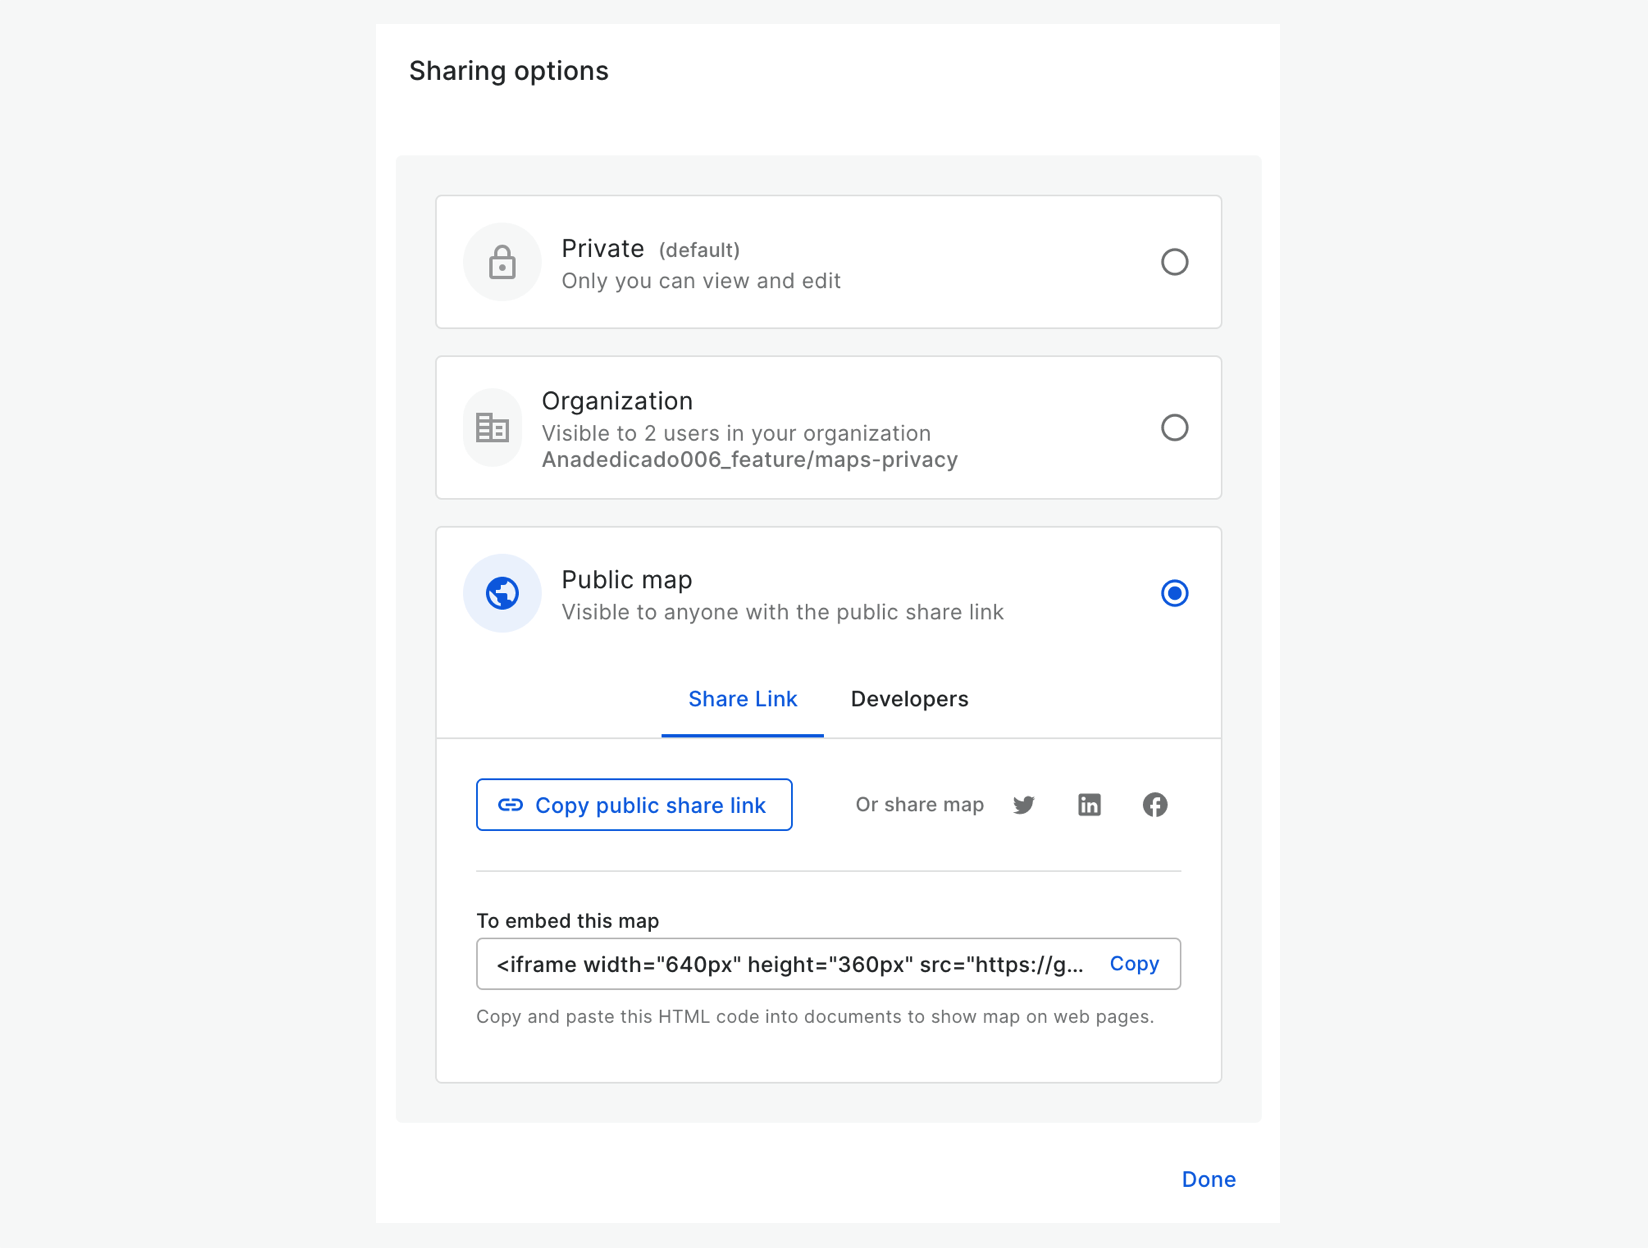 Sharing options
Private (default)
Only you can view and edit
Organization
Visible to 2 users in your organization
Anadedicado006_feature/maps-privacy
Public map
Visible to anyone with the public share link
Share Link Developers
Copy public share link Or share map
To embed this map
<iframe width="640px" height="360px" src="https://g... Copy
Copy and paste this HTML code into documents to show map on web pages.
Done